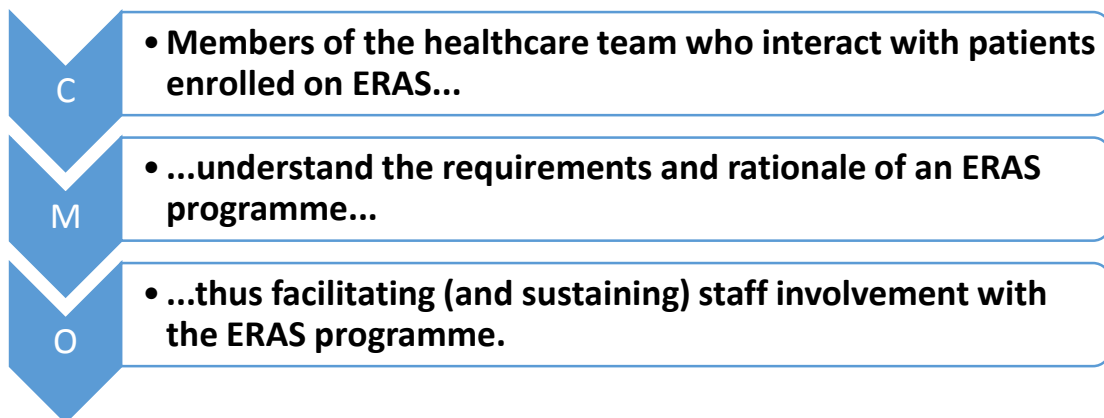 C
• Members of the healthcare team who interact with patients
enrolled on ERAS...
M
• ...understand the requirements and rationale of an ERAS
programme...
O
• ...thus facilitating (and sustaining) staff involvement with
the ERAS programme.